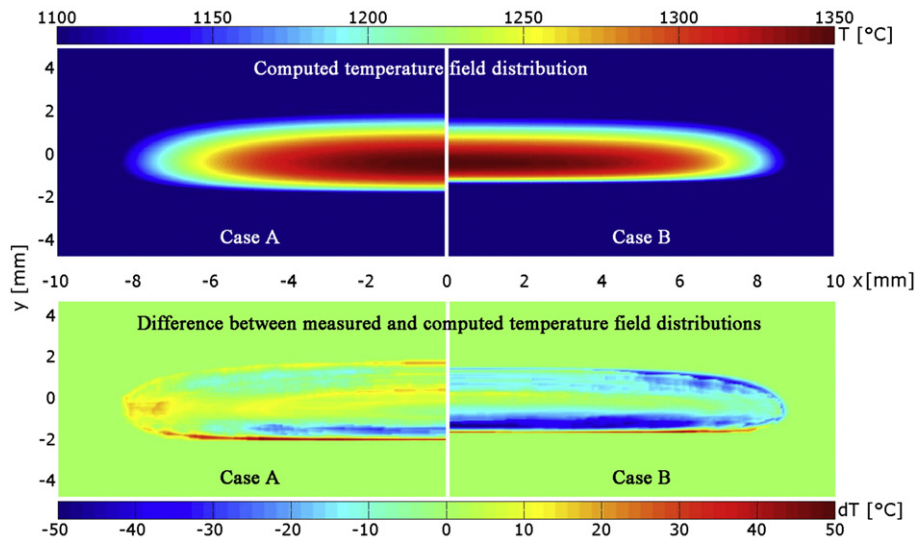 1100 1150 1200 1250 1300 1350
T [°C]
Computed temperature field distribution
4
2
0
-2
-4
Case A Case B
y [mm]
-10 -8 -6 -4 -2 0 2 4 6 8 x[mm] 10
Difference between measured and computed temperature field distributions
4
2
0
-2
-4
Case A Case B
dT [°C]
-50 -40 -30 -20 -10 0 10 20 30 40 50